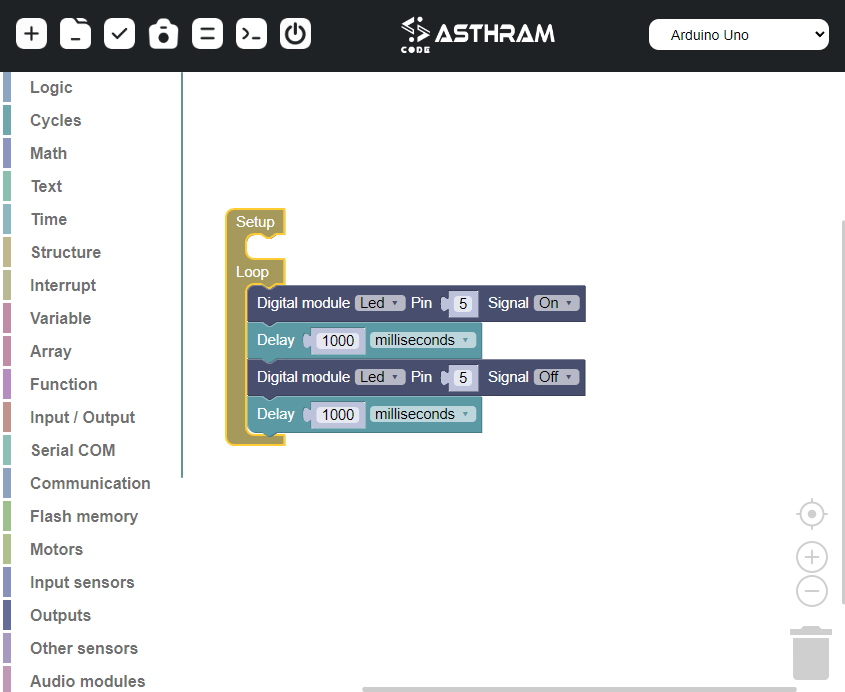 ASTHRAM
CODE
Arduino Uno
Logic
Cycles
Math
Text
Time
Structure
Interrupt
Variable
Array
Function
Input / Output
Serial COM
Communication
Flash memory
Motors
Input sensors
Outputs
Other sensors
Audio modules
Setup
Loop
Digital module Led Pin 5 Signal On
Delay 1000 milliseconds
Digital module Led Pin 5 Signal Off
Delay 1000 milliseconds